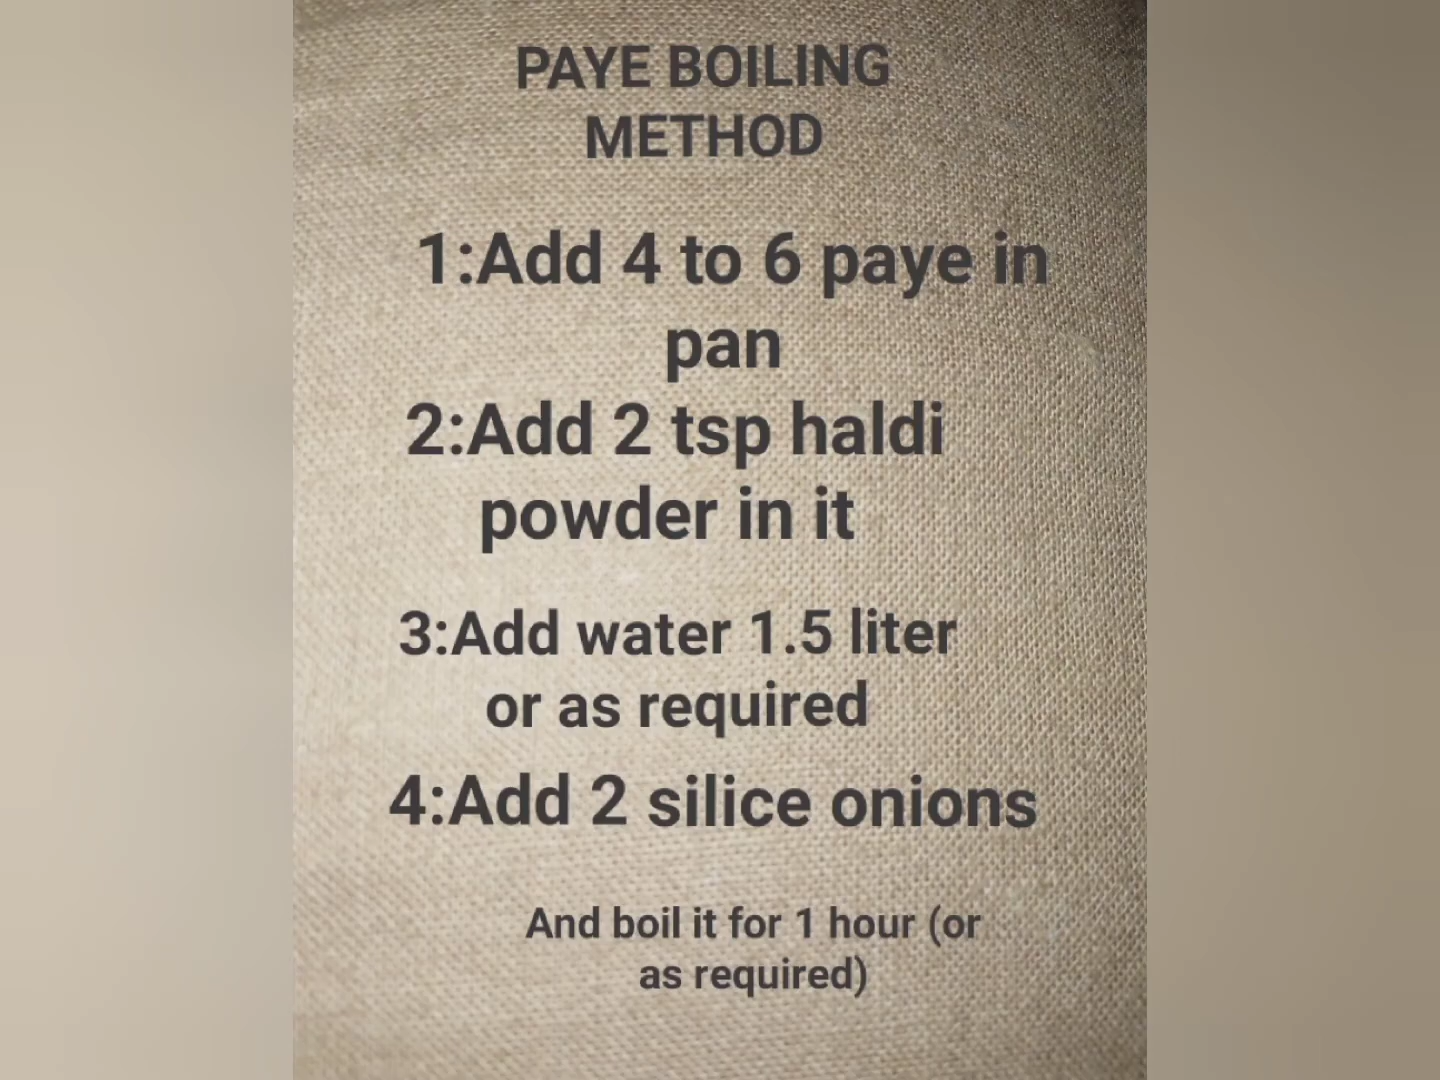 PAYE BOILING
METHOD
1:Add 4 to 6 paye in
pan
2:Add 2 tsp haldi
powder in it
3:Add water 1.5 liter
or as required
4:Add 2 silice onions
And boil it for 1 hour (or
as required)